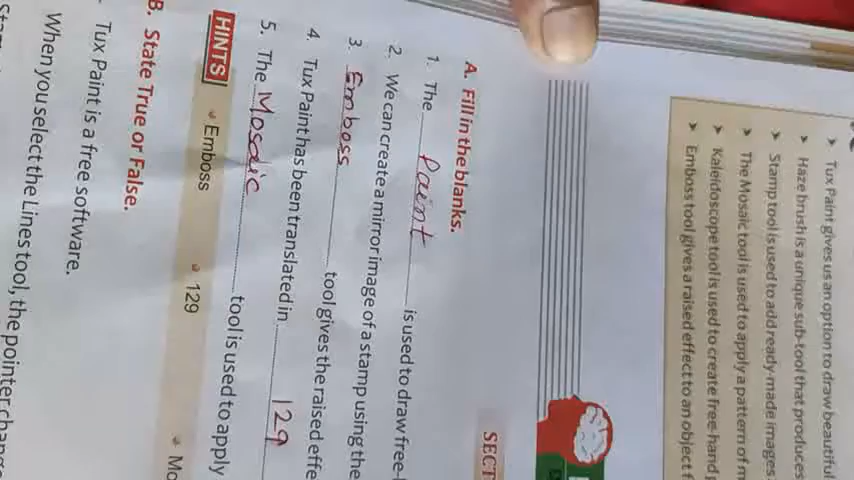 ➤ Tux Paint gives us an option to draw beautiful
➤ Haze brush is a unique sub-tool that produces
➤ Stamp tool is used to add ready-made images.
➤ The Mosaic tool is used to apply a pattern of m
➤ Kaleidoscope tool is used to create free-hand
➤ Emboss tool gives a raised effect to an object f
SECT
A. Fill in the blanks.
1. The Paint is used to draw free-
2. We can create a mirror image of a stamp using the
3. Emboss tool gives the raised effe
4. Tux Paint has been translated in 129
5. The Mosaic tool is used to apply
HINTS Emboss 129 Mo
B. State True or False.
Tux Paint is a free software.
When you select the Lines tool, the pointer change